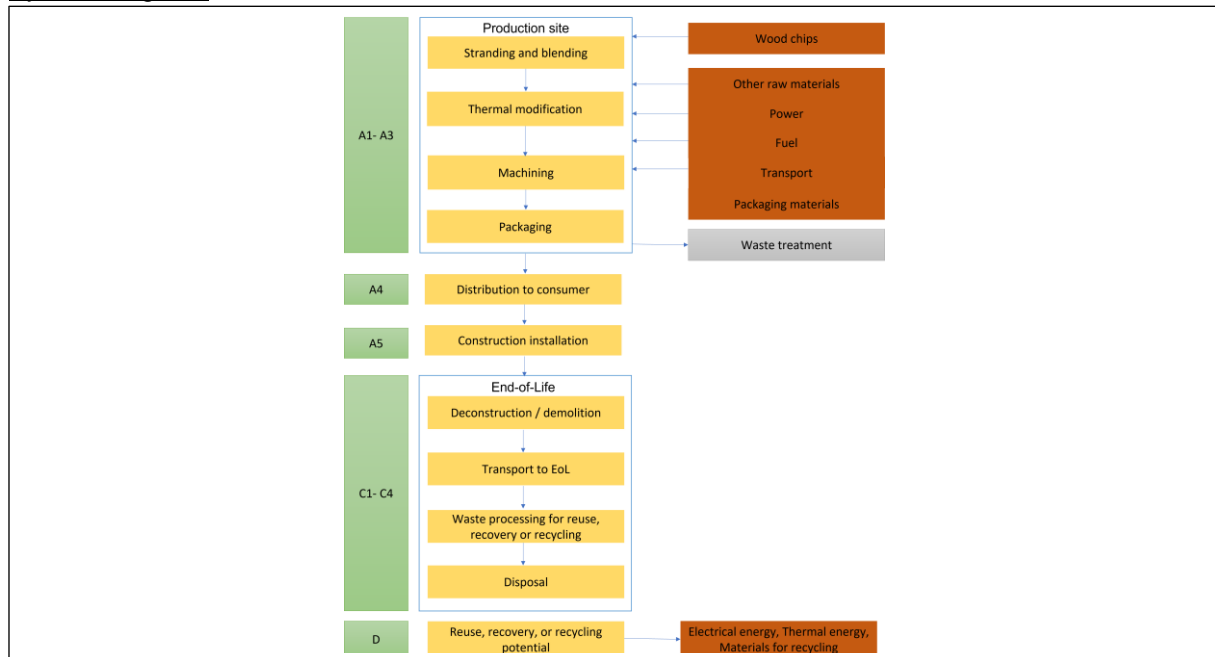 Production site
Stranding and blending
Wood chips
Other raw materials
Thermal modification
Power
A1- A3
Fuel
Machining
Transport
Packaging materials
Packaging
Waste treatment
A4
Distribution to consumer
A5
Construction installation
End-of-Life
Deconstruction / demolition
Transport to EoL
C1- C4
Waste processing for reuse,
recovery or recycling
Disposal
D
Reuse, recovery, or recycling
potential
Electrical energy, Thermal energy,
Materials for recycling